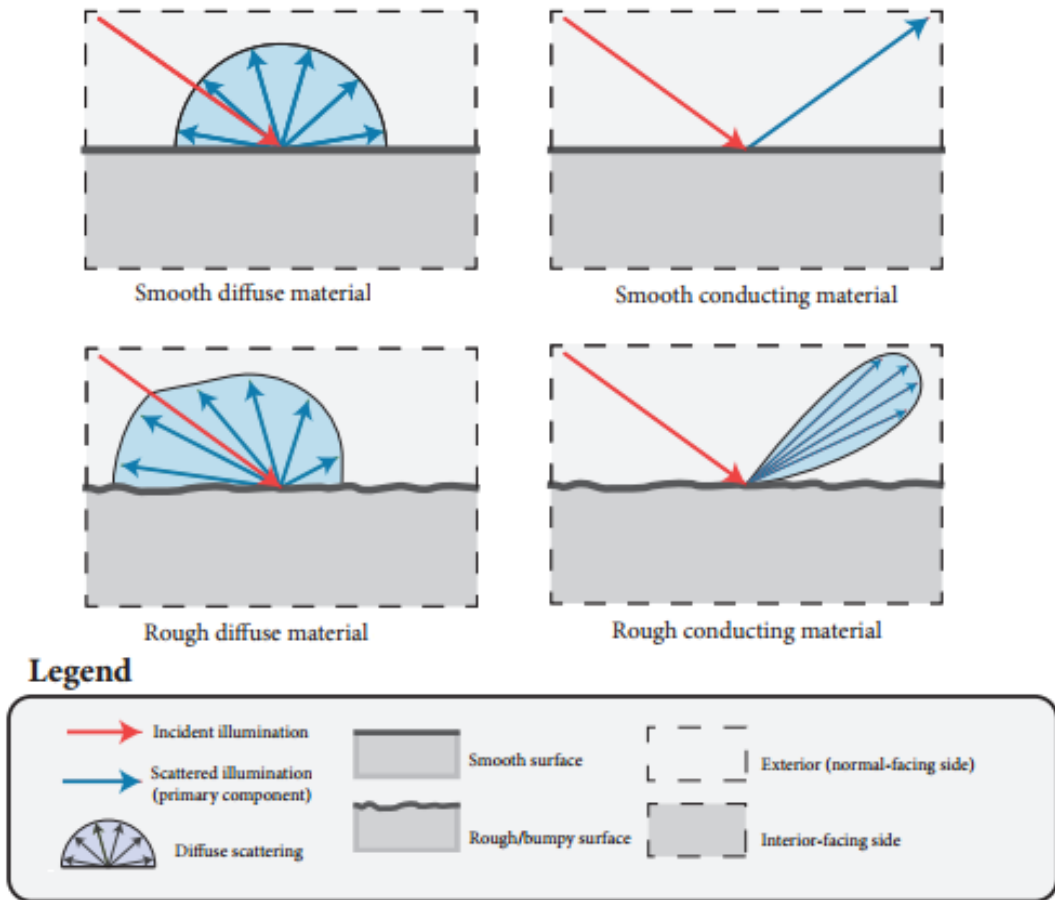 Smooth diffuse material
Smooth conducting material
Rough diffuse material
Rough conducting material
Legend
Incident illumination
Scattered illumination
(primary component)
Diffuse scattering
Smooth surface
Rough/bumpy surface
Exterior (normal-facing side)
Interior-facing side